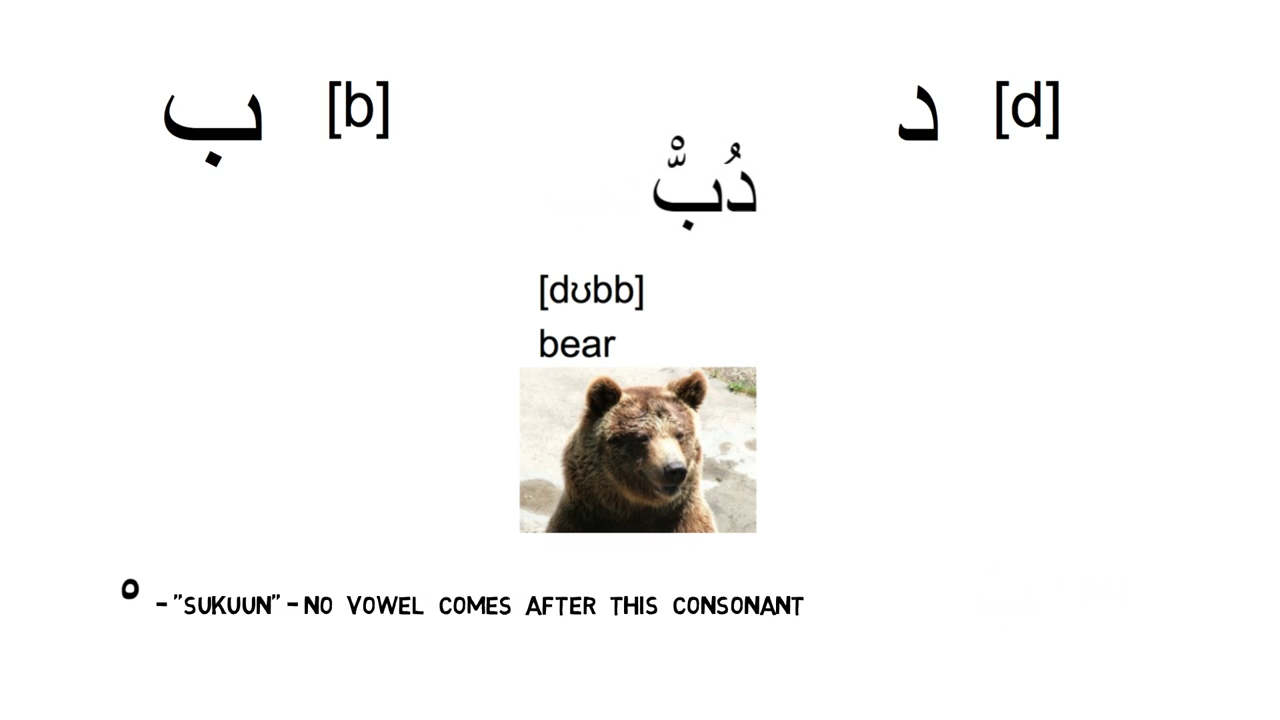 ب [b]
د [d]
دُبّْ
[dʊbb]
bear
ْ - "SUKUUN" - NO VOWEL COMES AFTER THIS CONSONANT